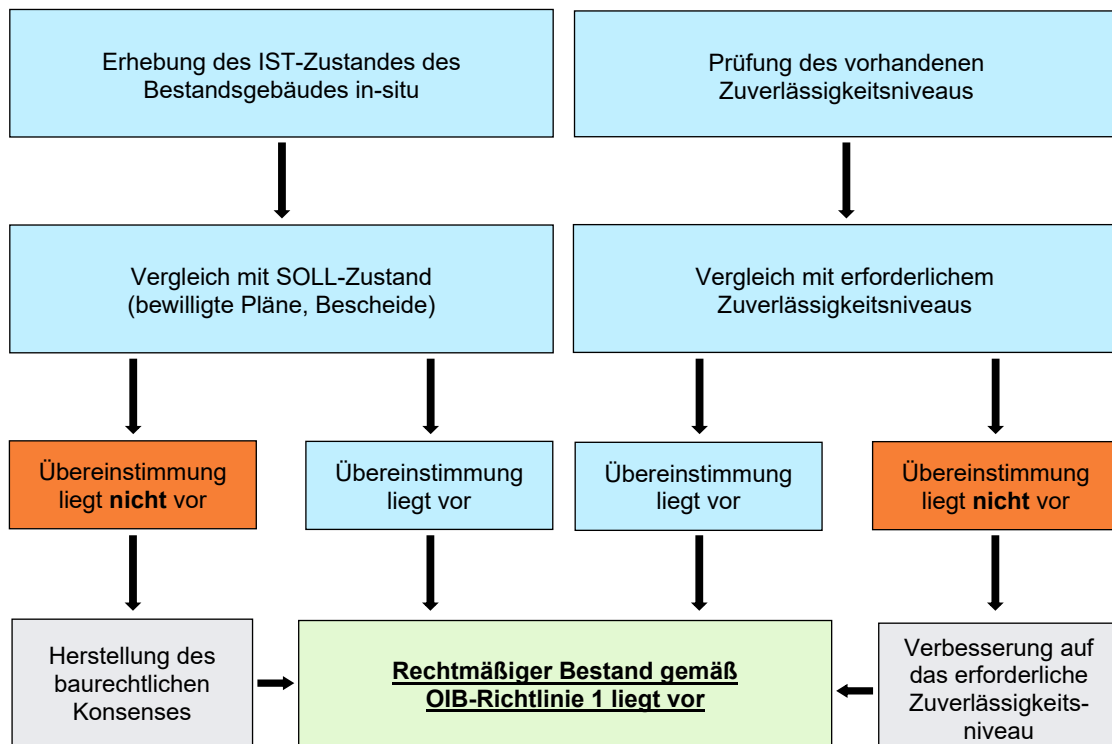 Erhebung des IST-Zustandes des
Bestandsgebäudes in-situ
Prüfung des vorhandenen
Zuverlässigkeitsniveaus
Vergleich mit SOLL-Zustand
(bewilligte Pläne, Bescheide)
Vergleich mit erforderlichem
Zuverlässigkeitsniveaus
Übereinstimmung
liegt nicht vor
Übereinstimmung
liegt vor
Übereinstimmung
liegt vor
Übereinstimmung
liegt nicht vor
Herstellung des
baurechtlichen
Konsenses
Rechtmäßiger Bestand gemäß
OIB-Richtlinie 1 liegt vor
Verbesserung auf
das erforderliche
Zuverlässigkeits-
niveau